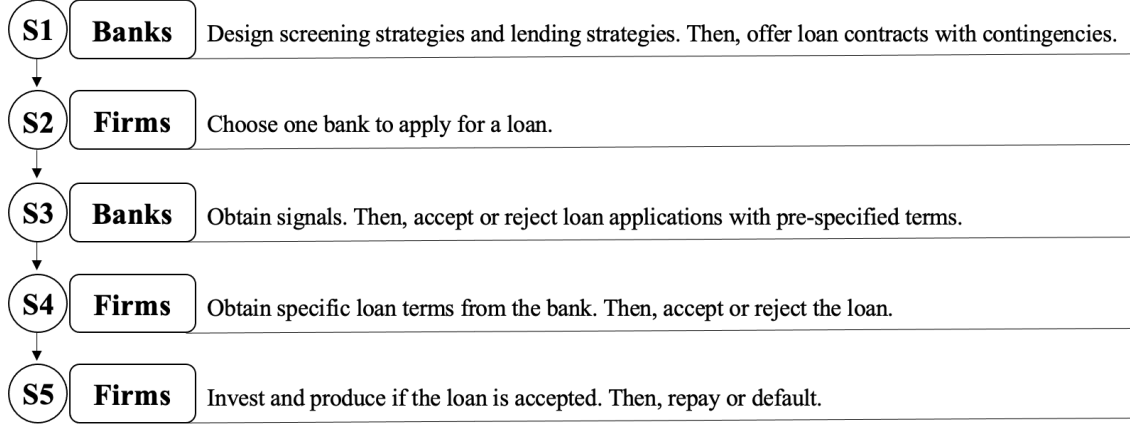 S1 Banks Design screening strategies and lending strategies. Then, offer loan contracts with contingencies.
S2 Firms Choose one bank to apply for a loan.
S3 Banks Obtain signals. Then, accept or reject loan applications with pre-specified terms.
S4 Firms Obtain specific loan terms from the bank. Then, accept or reject the loan.
S5 Firms Invest and produce if the loan is accepted. Then, repay or default.